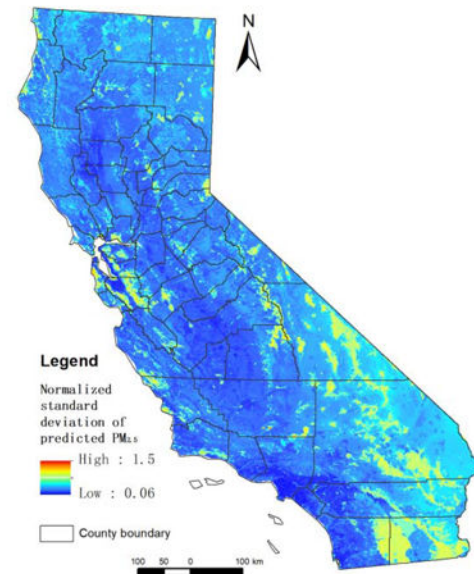 N
Legend
Normalized
standard
deviation of
predicted PM2.5
High : 1.5
Low : 0.06
County boundary
100 50 0 100 km